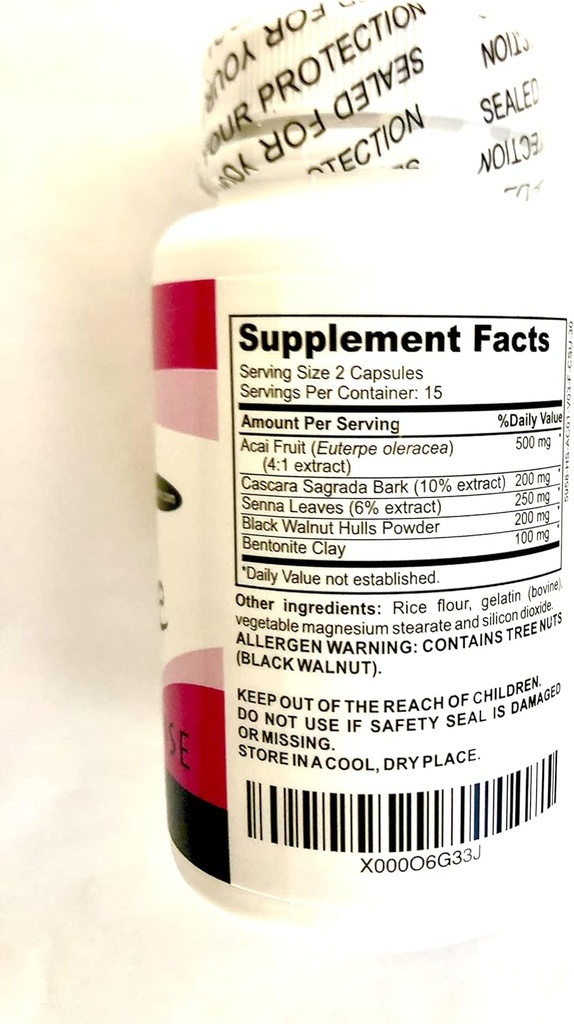 FOR YOUR
YOUR PROTECTION
SEALED FOR YOUR
SEALED
Supplement Facts
Serving Size 2 Capsules
Servings Per Container: 15
Amount Per Serving %Daily Value
Acai Fruit (Euterpe oleracea) 500 mg *
(4:1 extract)
Cascara Sagrada Bark (10% extract) 200 mg *
Senna Leaves (6% extract) 250 mg *
Black Walnut Hulls Powder 200 mg *
Bentonite Clay 100 mg *
*Daily Value not established.
Other ingredients: Rice flour, gelatin (bovine),
vegetable magnesium stearate and silicon dioxide.
ALLERGEN WARNING: CONTAINS TREE NUTS
(BLACK WALNUT).
KEEP OUT OF THE REACH OF CHILDREN.
DO NOT USE IF SAFETY SEAL IS DAMAGED
OR MISSING.
STORE IN A COOL, DRY PLACE.
X000O6G33J
SE